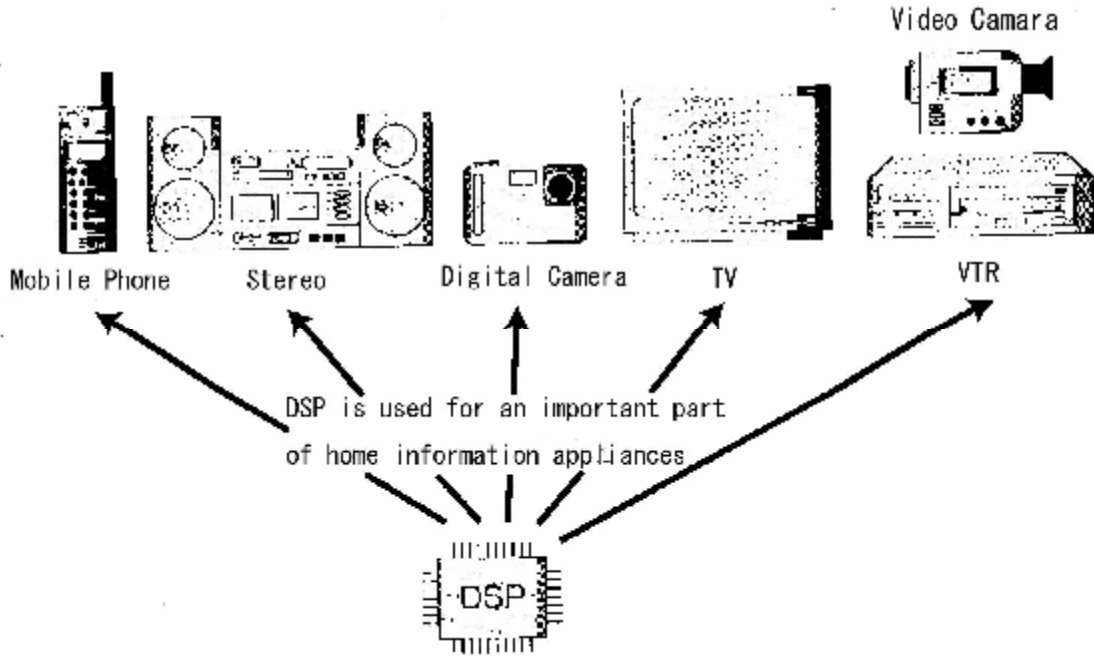 Video Camara
Mobile Phone
Stereo
Digital Camera
TV
VTR
DSP is used for an important part
of home information appliances
DSP